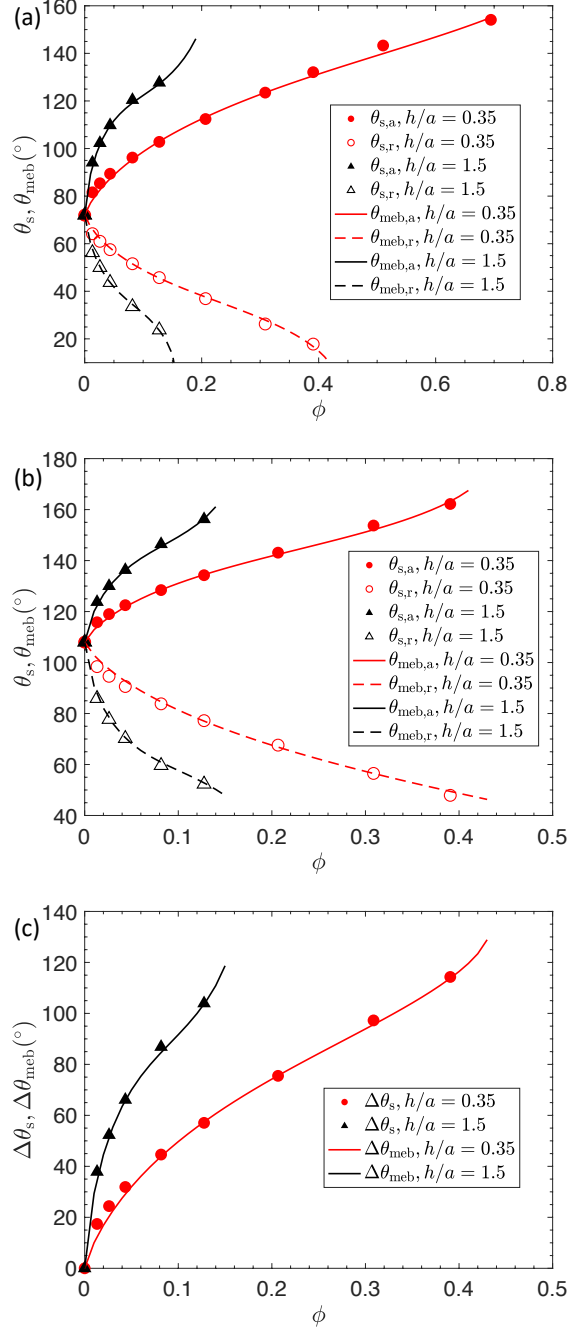 (a)
160
140
120
100
80
60
40
20
θs, θmeb(°)
θs,a, h/a = 0.35
θs,r, h/a = 0.35
θs,a, h/a = 1.5
θs,r, h/a = 1.5
θmeb,a, h/a = 0.35
θmeb,r, h/a = 0.35
θmeb,a, h/a = 1.5
θmeb,r, h/a = 1.5
0 0.2 0.4 0.6 0.8
ϕ
(b)
180
160
140
120
100
80
60
40
θs, θmeb(°)
θs,a, h/a = 0.35
θs,r, h/a = 0.35
θs,a, h/a = 1.5
θs,r, h/a = 1.5
θmeb,a, h/a = 0.35
θmeb,r, h/a = 0.35
θmeb,a, h/a = 1.5
θmeb,r, h/a = 1.5
0 0.1 0.2 0.3 0.4 0.5
ϕ
(c)
140
120
100
80
60
40
20
0
Δθs, Δθmeb(°)
Δθs, h/a = 0.35
Δθs, h/a = 1.5
Δθmeb, h/a = 0.35
Δθmeb, h/a = 1.5
0 0.1 0.2 0.3 0.4 0.5
ϕ